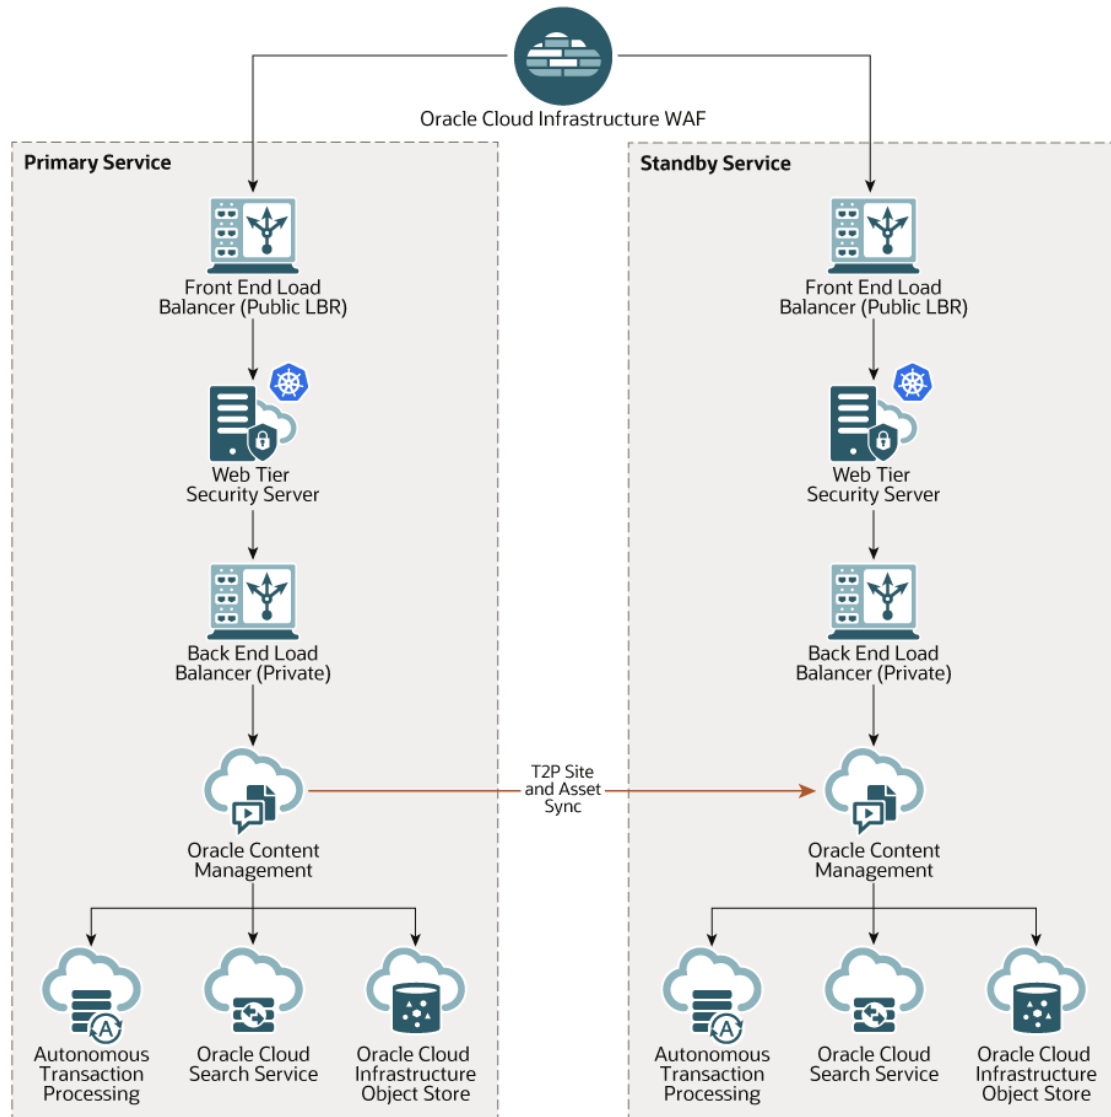 Oracle Cloud Infrastructure WAF
Primary Service
Front End Load
Balancer (Public LBR)
Web Tier
Security Server
Back End Load
Balancer (Private)
Oracle Content
Management
Autonomous
Transaction
Processing
Oracle Cloud
Search Service
Oracle Cloud
Infrastructure
Object Store
T2P Site
and Asset
Sync
Standby Service
Front End Load
Balancer (Public LBR)
Web Tier
Security Server
Back End Load
Balancer (Private)
Oracle Content
Management
Autonomous
Transaction
Processing
Oracle Cloud
Search Service
Oracle Cloud
Infrastructure
Object Store
A
A